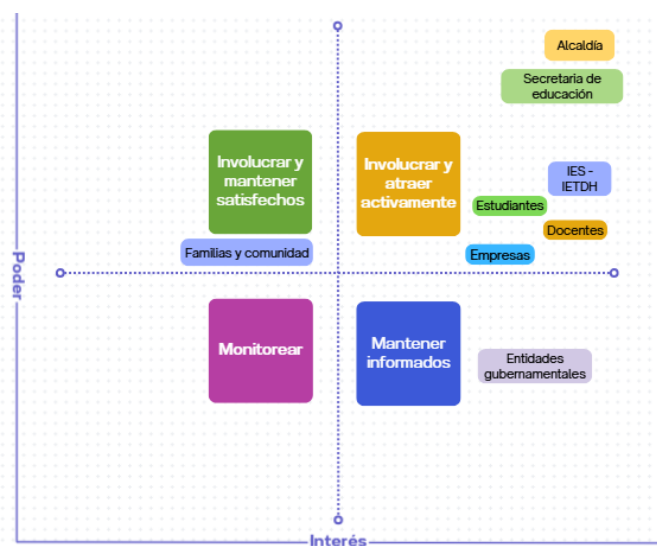 Alcaldía
Secretaria de
educación
Involucrar y
mantener
satisfechos
Involucrar y
atraer
activamente
IES -
IETDH
Estudiantes
Docentes
Familias y comunidad
Empresas
Poder
Monitorear
Mantener
informados
Entidades
gubernamentales
Interés